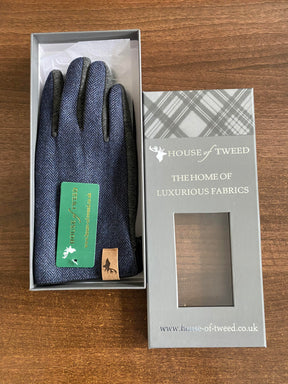 HOUSE of TWEED
THE HOME OF
LUXURIOUS FABRICS
www.house-of-tweed.co.uk